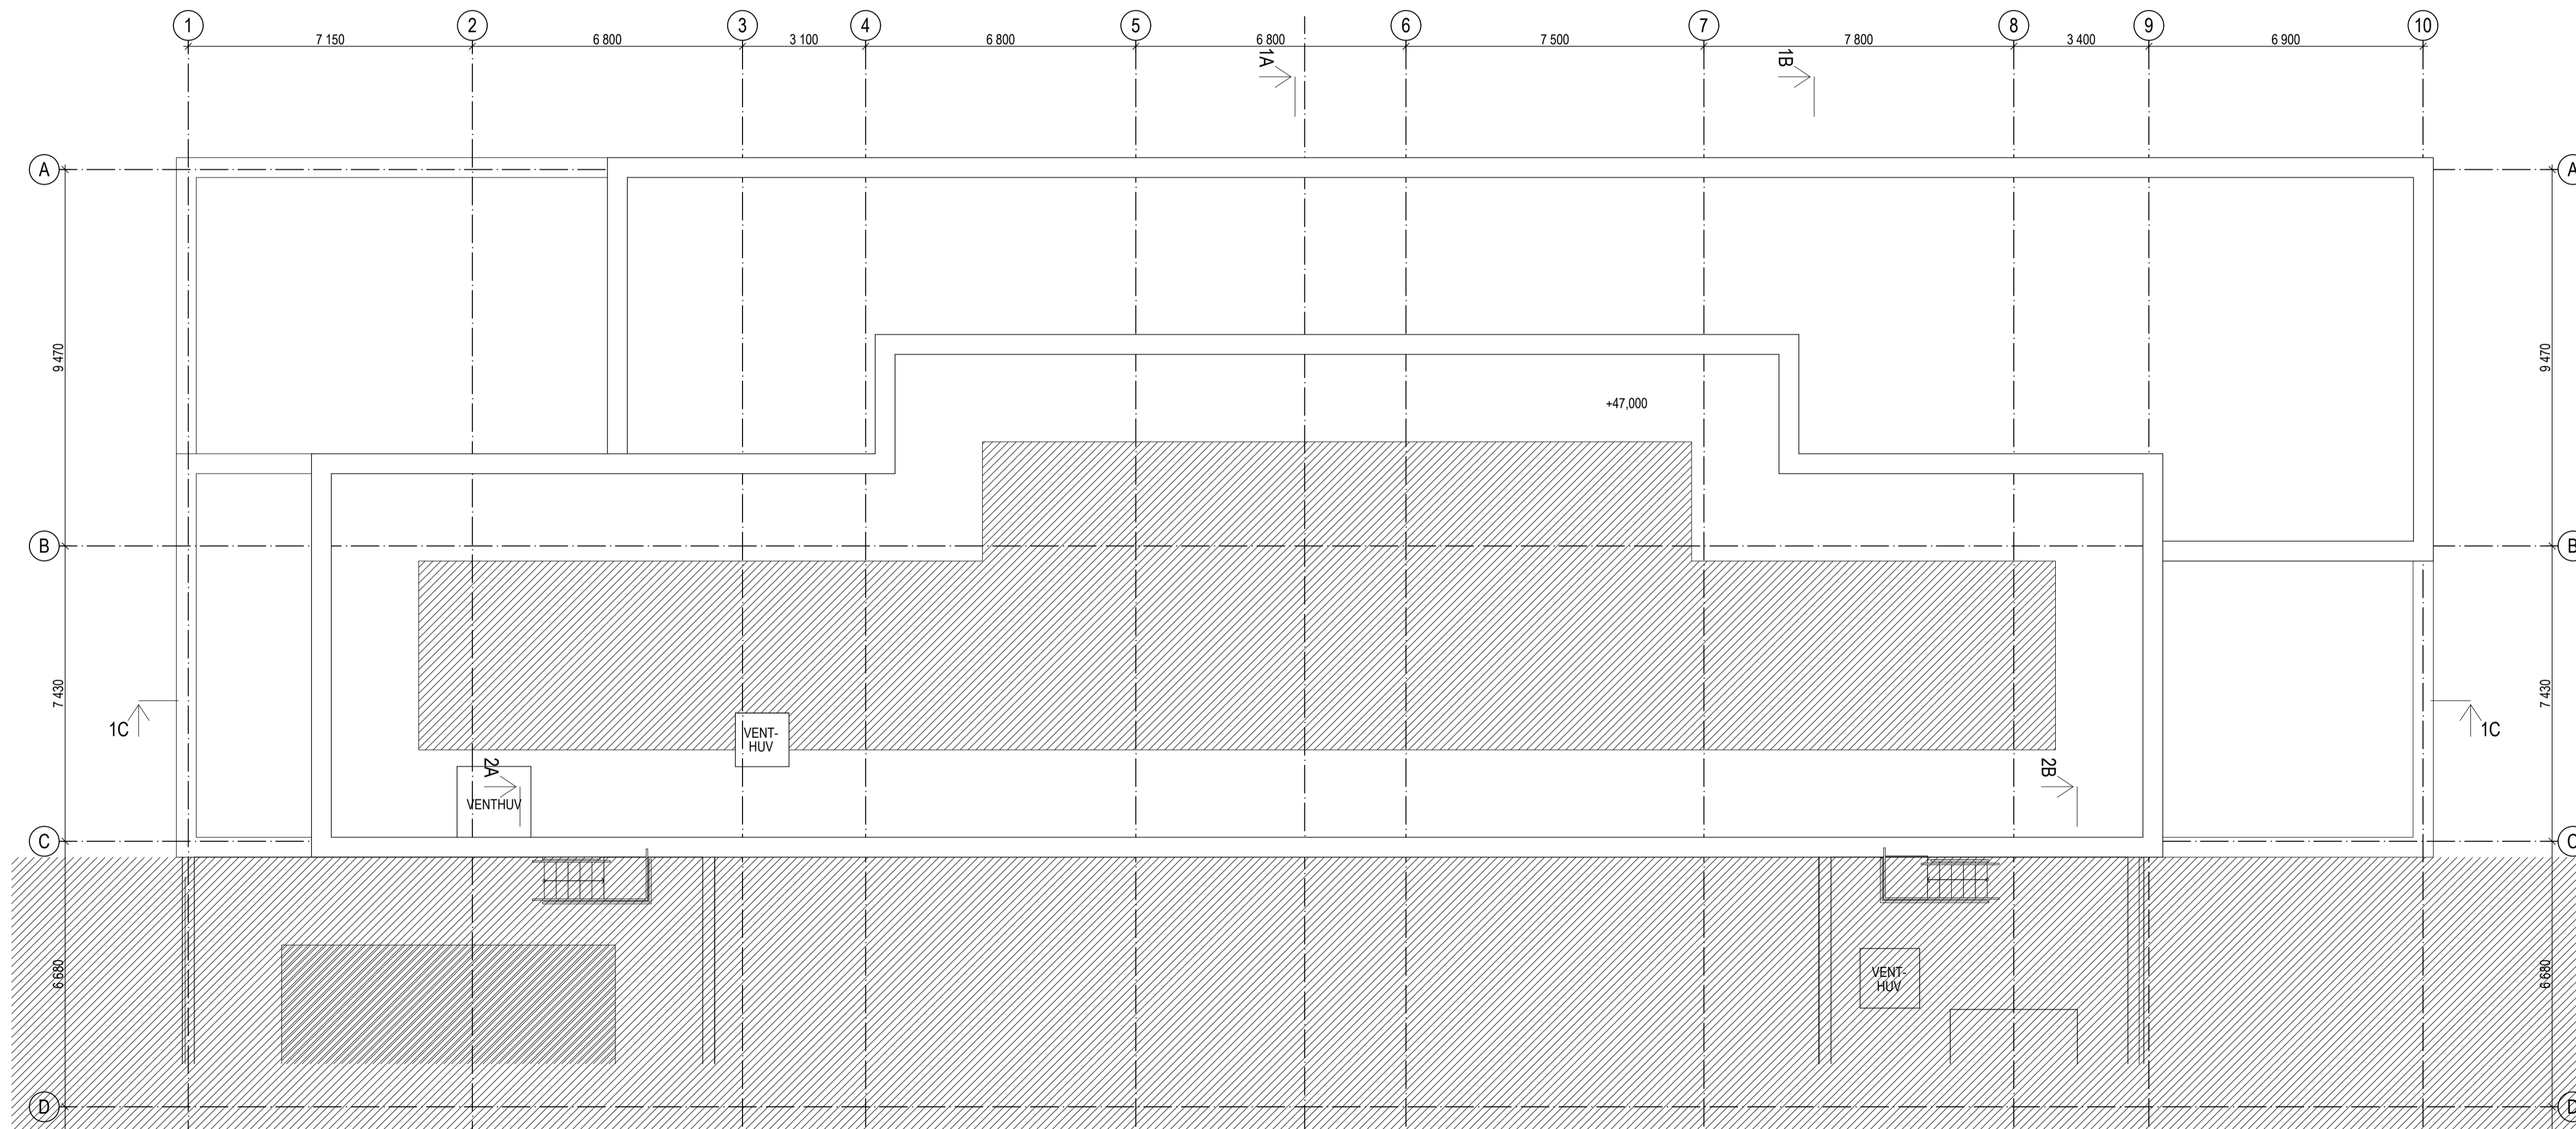 1 2 3 4 5 6 7 8 9 10
7 150 6 800 3 100 6 800 6 800 7 500 7 800 3 400 6 900
1A 1B
A A
9 470 9 470
+47,000
B B
7 430 7 430
1C 1C
VENT-
HUV
2A 2B
VENTHUV
C C
6 680 6 680
VENT-
HUV
D D